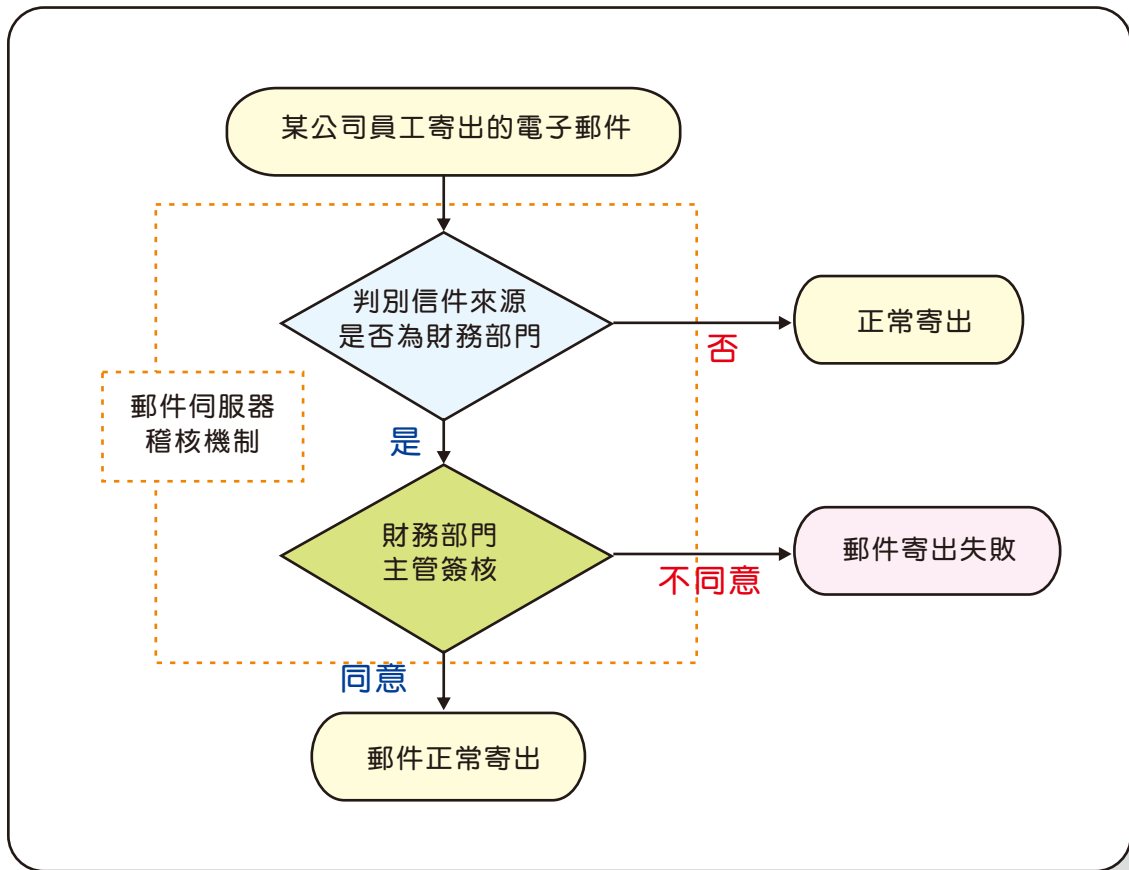 某公司員工寄出的電子郵件
判別信件來源
是否為財務部門
否
正常寄出
郵件伺服器
稽核機制
是
財務部門
主管簽核
不同意
郵件寄出失敗
同意
郵件正常寄出